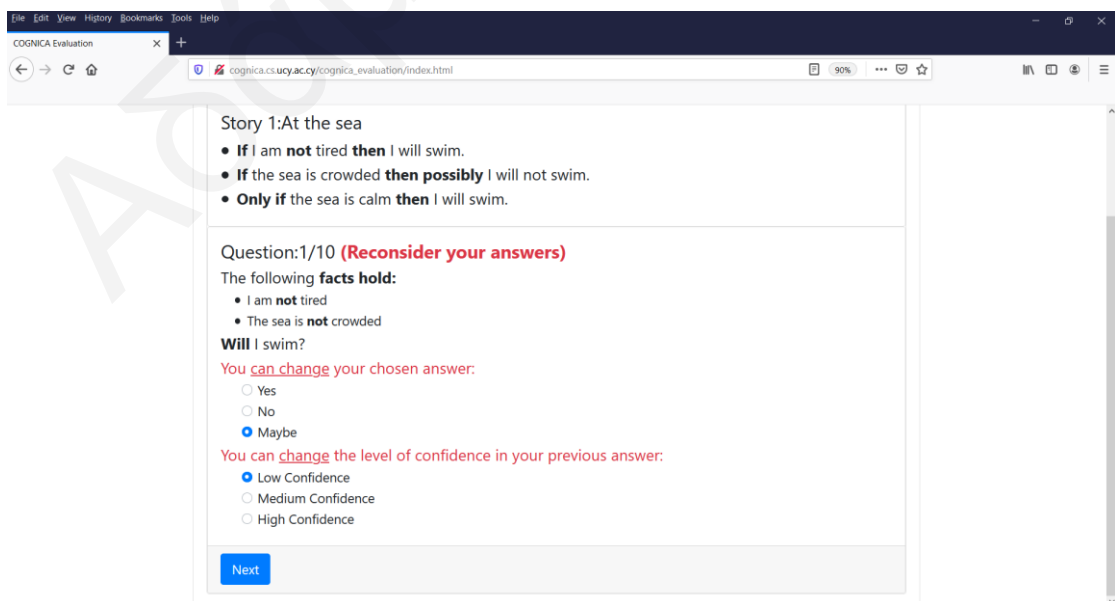 File Edit View History Bookmarks Tools Help
COGNICA Evaluation
cognica.cs.ucy.ac.cy/cognica_evaluation/index.html 90%
Story 1:At the sea
• If I am not tired then I will swim.
• If the sea is crowded then possibly I will not swim.
• Only if the sea is calm then I will swim.
Question:1/10 (Reconsider your answers)
The following facts hold:
• I am not tired
• The sea is not crowded
Will I swim?
You can change your chosen answer:
Yes
No
Maybe
You can change the level of confidence in your previous answer:
Low Confidence
Medium Confidence
High Confidence
Next